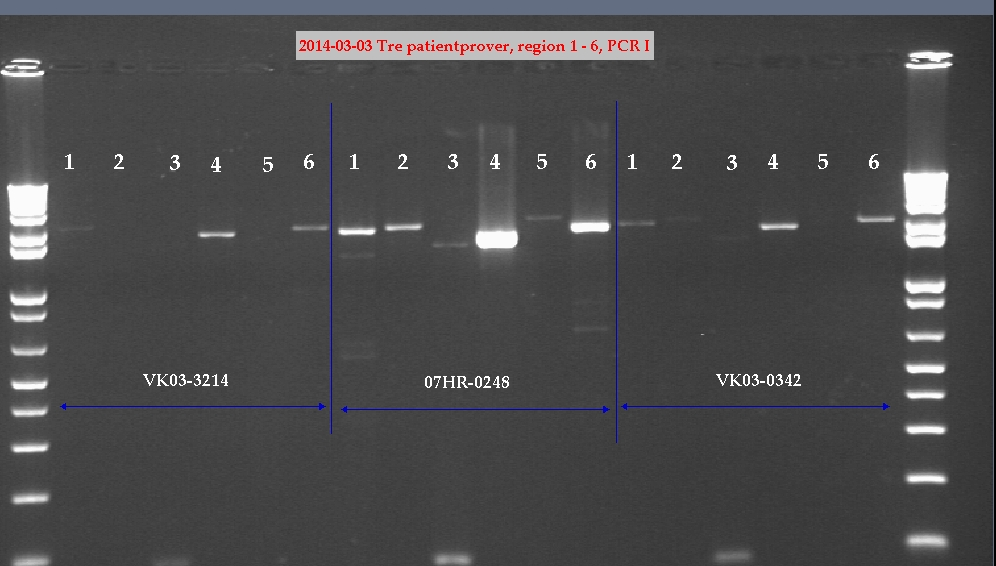 2014-03-03 Tre patientprover, region 1 - 6, PCR I
1 2 3 4 5 6 1 2 3 4 5 6 1 2 3 4 5 6
VK03-3214 07HR-0248 VK03-0342